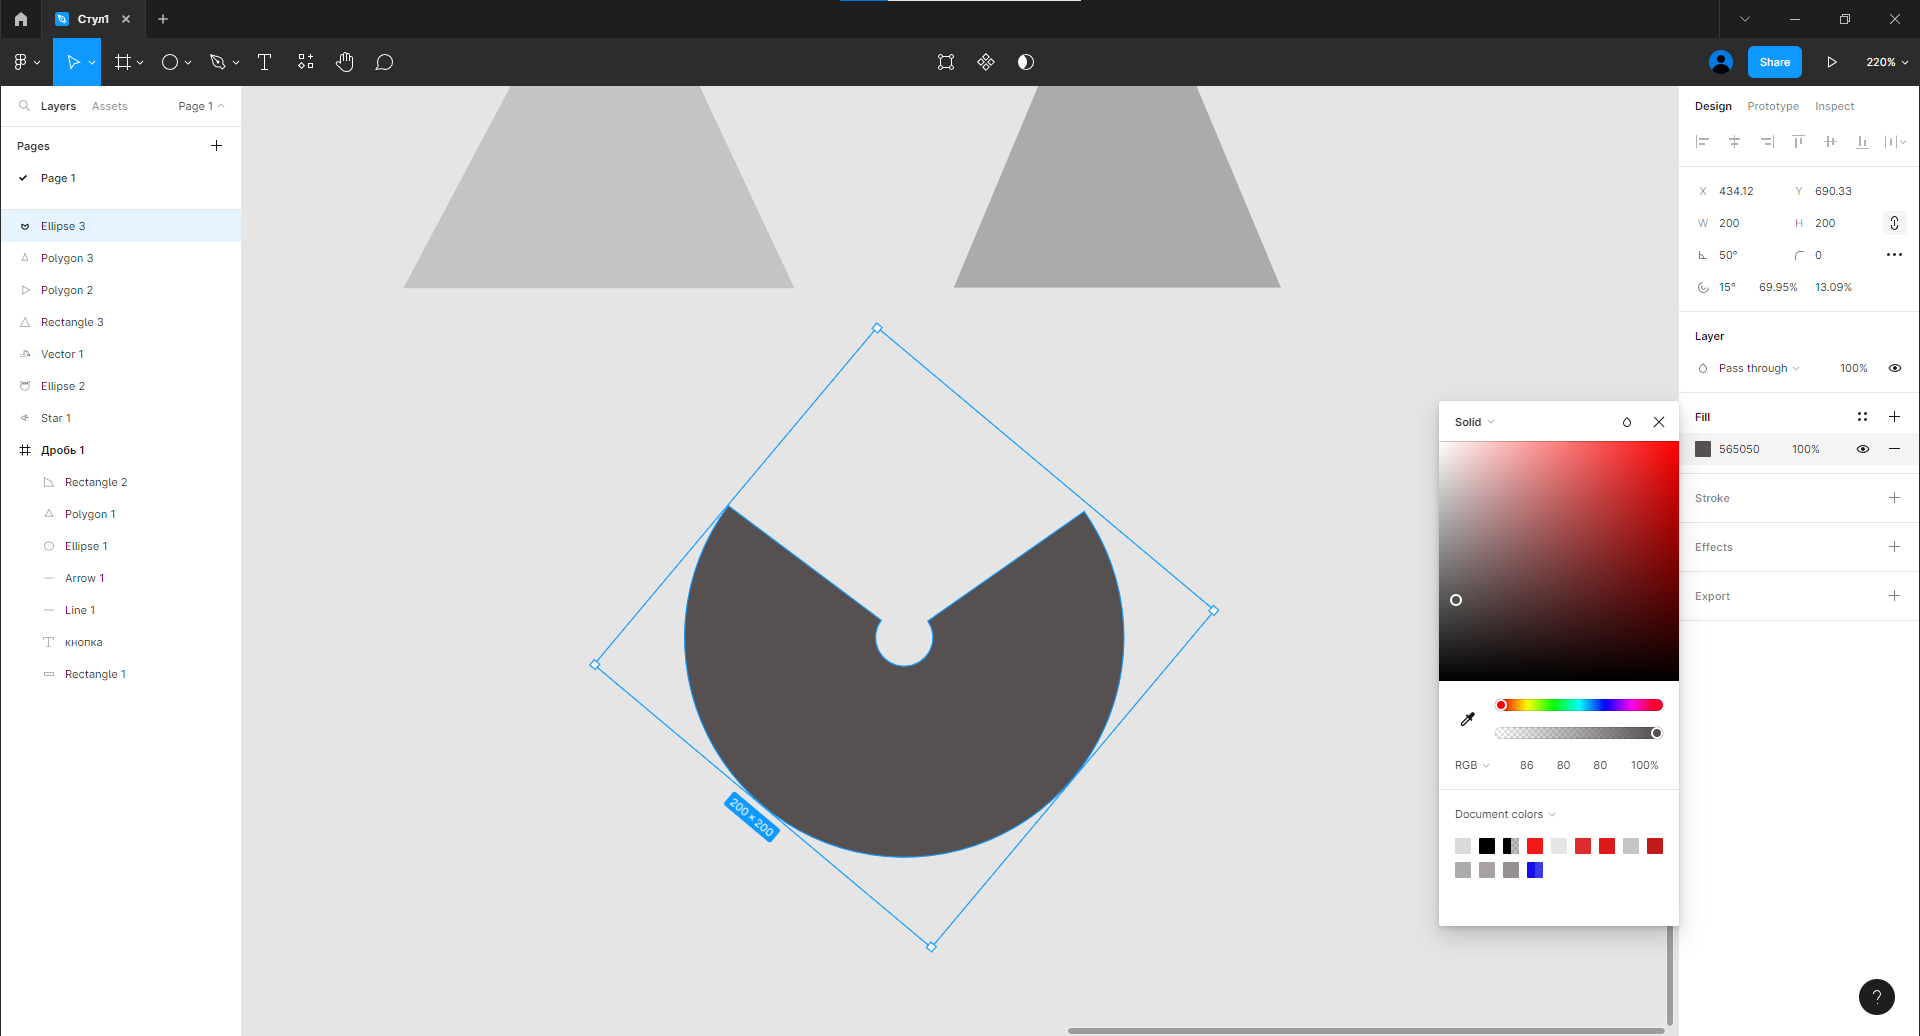 Стул1
Share
220%
Layers Assets Page 1
Pages
Page 1
Ellipse 3
Polygon 3
Polygon 2
Rectangle 3
Vector 1
Ellipse 2
Star 1
Дробь 1
Rectangle 2
Polygon 1
Ellipse 1
Arrow 1
Line 1
кнопка
Rectangle 1
200 × 200
Design Prototype Inspect
X 434.12 Y 690.33
W 200 H 200
50° 0
15° 69.95% 13.09%
Layer
Pass through 100%
Fill
565050 100%
Stroke
Effects
Export
Solid
RGB 86 80 80 100%
Document colors
?